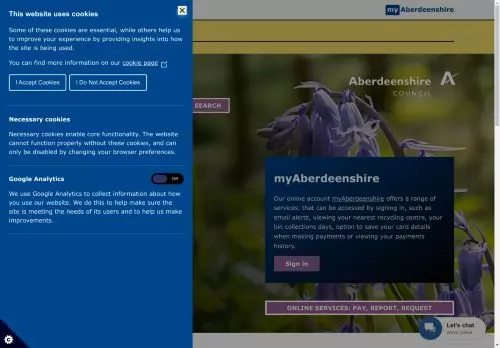 This website uses cookies
Some of these cookies are essential, while others help us
to improve your experience by providing insights into how
the site is being used.
You can find more information on our cookie page
I Accept Cookies
I Do Not Accept Cookies
Necessary cookies
Necessary cookies enable core functionality. The website
cannot function properly without these cookies, and can
only be disabled by changing your browser preferences.
Google Analytics
Off
We use Google Analytics to collect information about how
you use our website. We do this to help make sure the
site is meeting the needs of its users and to help us make
improvements.
myAberdeenshire
Aberdeenshire
COUNCIL
SEARCH
myAberdeenshire
Our online account myAberdeenshire offers a range of
services, that can be accessed by signing in, such as
email alerts, viewing your nearest recycling centre, your
bin collections days, option to save your card details
when making payments or viewing your payments
history.
Sign in
ONLINE SERVICES: PAY, REPORT, REQUEST
Let's chat
We're Online